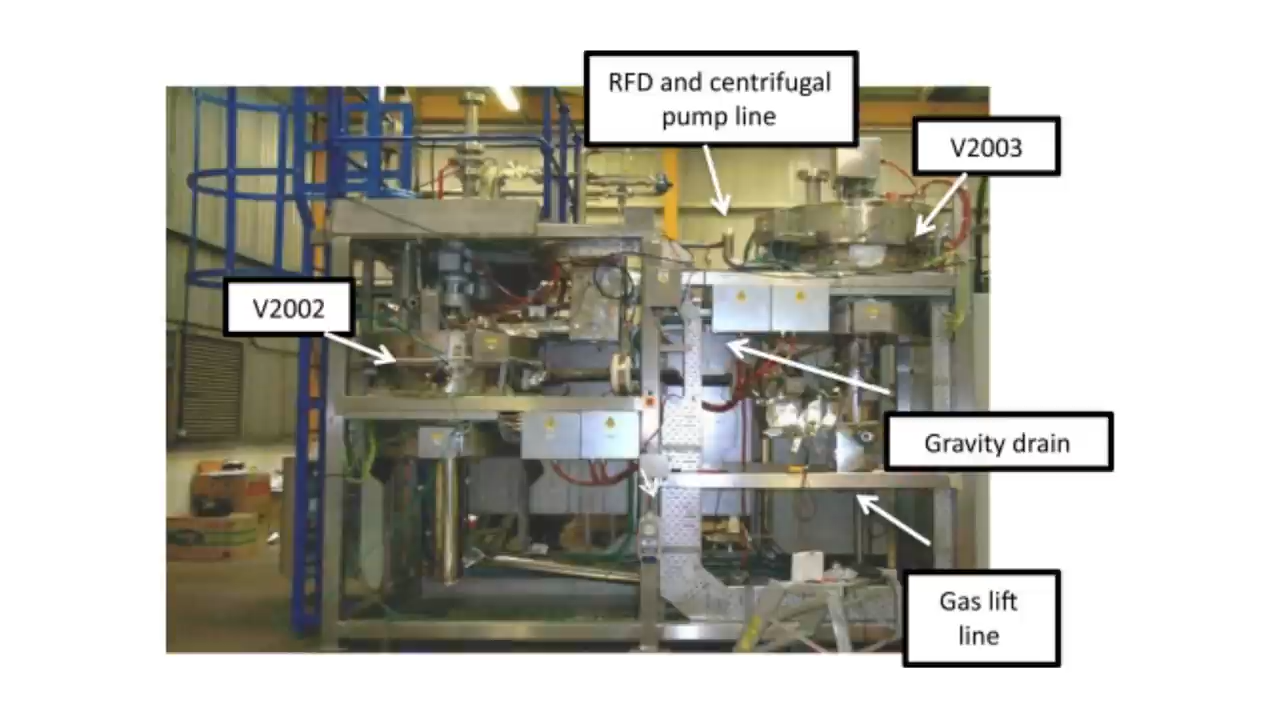 RFD and centrifugal
pump line
V2003
V2002
Gravity drain
Gas lift
line